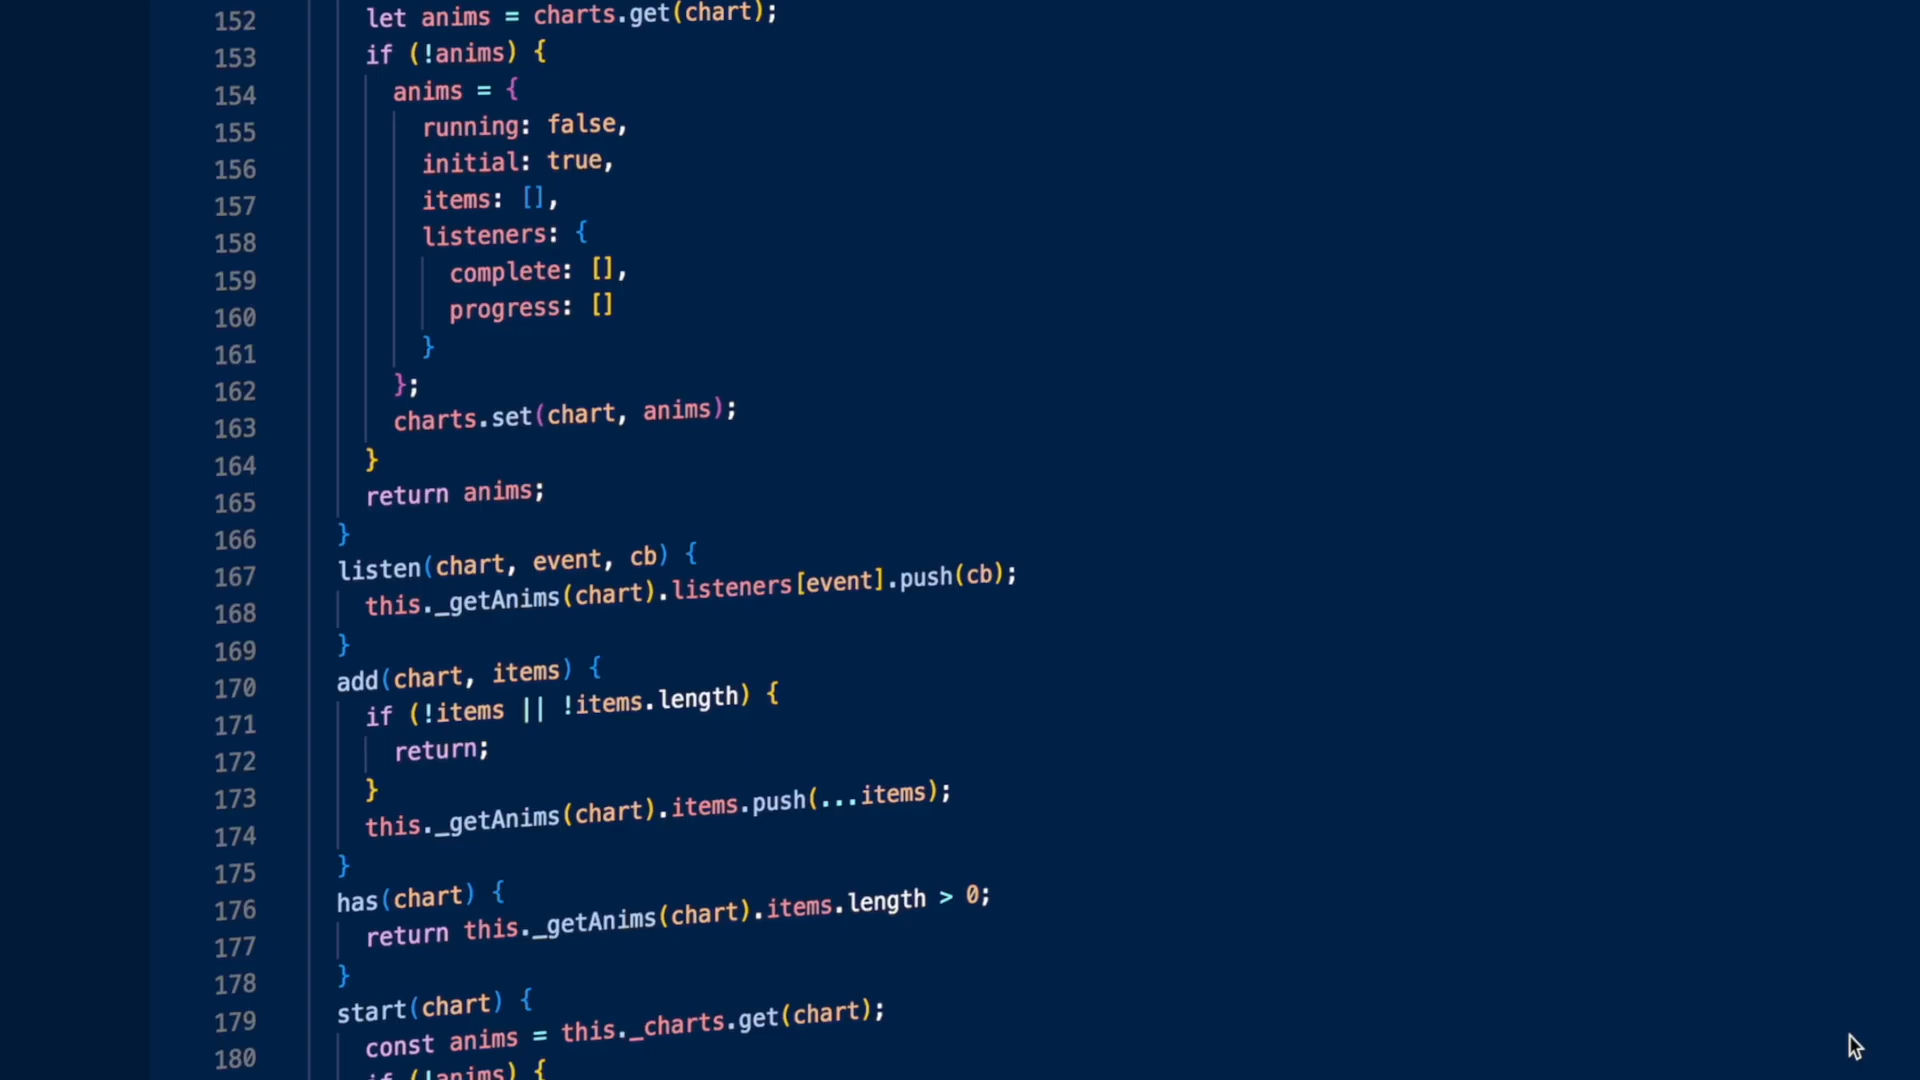 152 let anims = charts.get(chart);
153 if (!anims) {
154 anims = {
155 running: false,
156 initial: true,
157 items: [],
158 listeners: {
159 complete: [],
160 progress: []
161 }
162 };
163 charts.set(chart, anims);
164 }
165 return anims;
166 }
167 listen(chart, event, cb) {
168 this._getAnims(chart).listeners[event].push(cb);
169 }
170 add(chart, items) {
171 if (!items || !items.length) {
172 return;
173 }
174 this._getAnims(chart).items.push(...items);
175 }
176 has(chart) {
177 return this._getAnims(chart).items.length > 0;
178 }
179 start(chart) {
180 const anims = this._charts.get(chart);
if (!anims) {